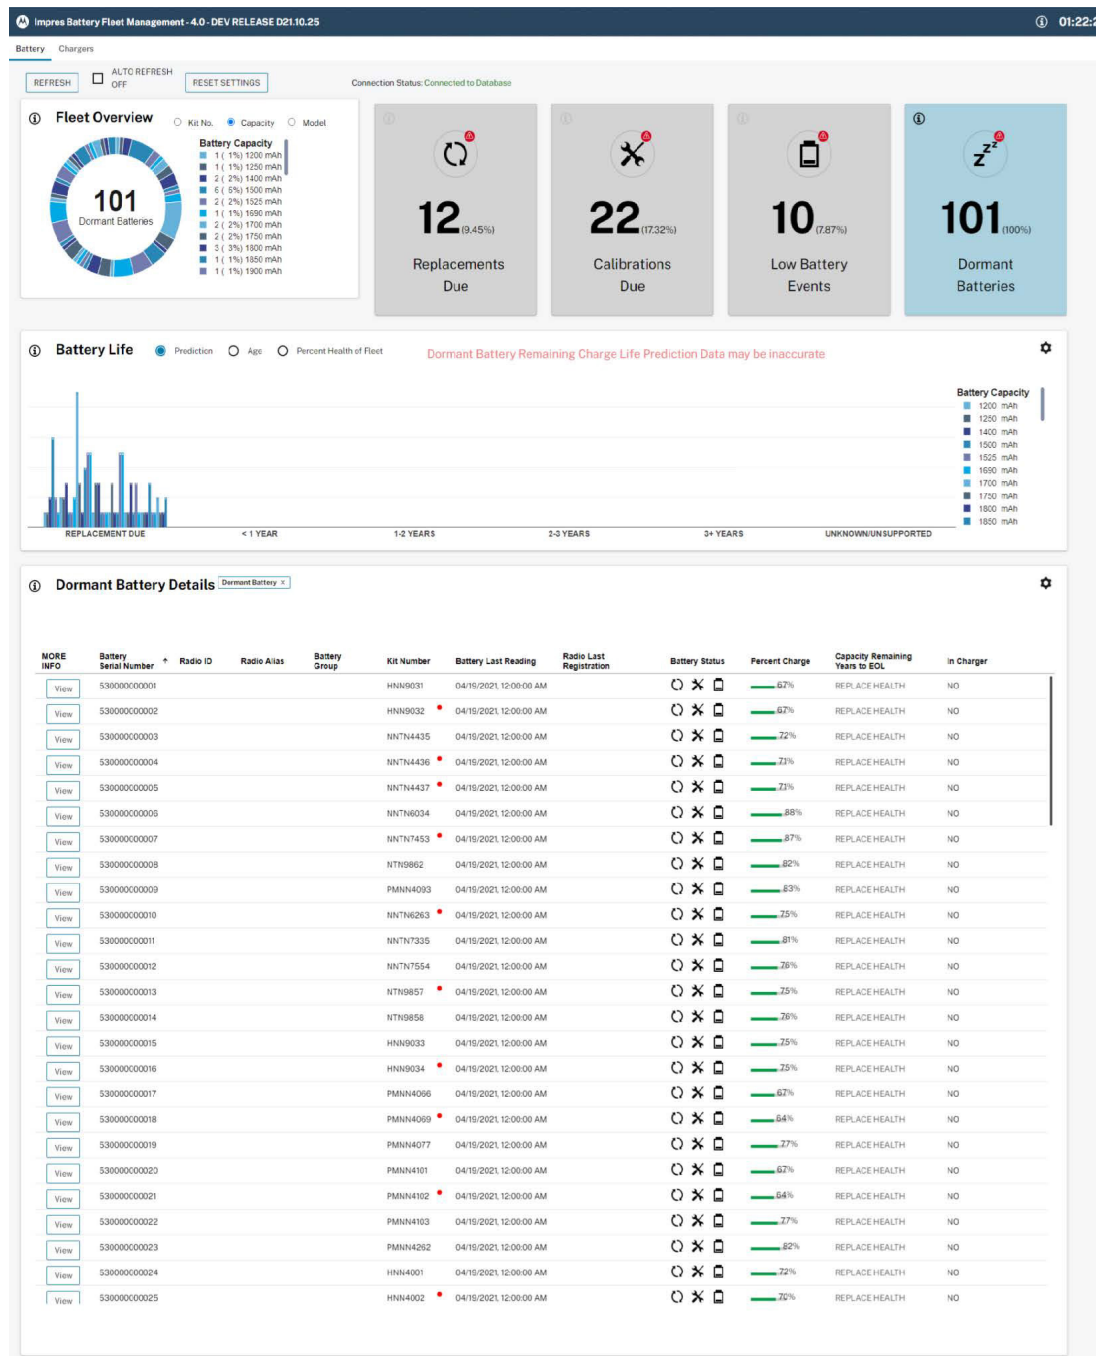 Impres Battery Fleet Management - 4.0 - DEV RELEASE D21.10.25
01:22:2
Battery Chargers
REFRESH
AUTO REFRESH
OFF
RESET SETTINGS
Connection Status: Connected to Database
Fleet Overview
Kit No. Capacity Model
Battery Capacity
1 ( 1%) 1200 mAh
1 ( 1%) 1250 mAh
2 ( 2%) 1400 mAh
6 ( 6%) 1500 mAh
2 ( 2%) 1525 mAh
1 ( 1%) 1690 mAh
2 ( 2%) 1700 mAh
2 ( 2%) 1750 mAh
3 ( 3%) 1800 mAh
1 ( 1%) 1850 mAh
1 ( 1%) 1900 mAh
101
Dormant Batteries
12 (9.45%)
Replacements
Due
22 (17.32%)
Calibrations
Due
10 (7.87%)
Low Battery
Events
zzz
101 (100%)
Dormant
Batteries
Battery Life
Prediction Age Percent Health of Fleet
Dormant Battery Remaining Charge Life Prediction Data may be inaccurate
Battery Capacity
1200 mAh
1250 mAh
1400 mAh
1500 mAh
1525 mAh
1690 mAh
1700 mAh
1750 mAh
1800 mAh
1850 mAh
REPLACEMENT DUE < 1 YEAR 1-2 YEARS 2-3 YEARS 3+ YEARS UNKNOWN/UNSUPPORTED
Dormant Battery Details Dormant Battery x
MORE INFO Battery Serial Number ↑ Radio ID Radio Alias Battery Group Kit Number Battery Last Reading Radio Last Registration Battery Status Percent Charge Capacity Remaining Years to EOL In Charger
View 530000000001 HNN9031 04/19/2021, 12:00:00 AM 67% REPLACE HEALTH NO
View 530000000002 HNN9032 04/19/2021, 12:00:00 AM 67% REPLACE HEALTH NO
View 530000000003 NNTN4435 04/19/2021, 12:00:00 AM 72% REPLACE HEALTH NO
View 530000000004 NNTN4436 04/19/2021, 12:00:00 AM 71% REPLACE HEALTH NO
View 530000000005 NNTN4437 04/19/2021, 12:00:00 AM 71% REPLACE HEALTH NO
View 530000000006 NNTN6034 04/19/2021, 12:00:00 AM 88% REPLACE HEALTH NO
View 530000000007 NNTN7453 04/19/2021, 12:00:00 AM 87% REPLACE HEALTH NO
View 530000000008 NTN9862 04/19/2021, 12:00:00 AM 82% REPLACE HEALTH NO
View 530000000009 PMNN4093 04/19/2021, 12:00:00 AM 83% REPLACE HEALTH NO
View 530000000010 NNTN6263 04/19/2021, 12:00:00 AM 75% REPLACE HEALTH NO
View 530000000011 NNTN7335 04/19/2021, 12:00:00 AM 81% REPLACE HEALTH NO
View 530000000012 NNTN7554 04/19/2021, 12:00:00 AM 76% REPLACE HEALTH NO
View 530000000013 NTN9857 04/19/2021, 12:00:00 AM 75% REPLACE HEALTH NO
View 530000000014 NTN9858 04/19/2021, 12:00:00 AM 76% REPLACE HEALTH NO
View 530000000015 HNN9033 04/19/2021, 12:00:00 AM 75% REPLACE HEALTH NO
View 530000000016 HNN9034 04/19/2021, 12:00:00 AM 75% REPLACE HEALTH NO
View 530000000017 PMNN4066 04/19/2021, 12:00:00 AM 67% REPLACE HEALTH NO
View 530000000018 PMNN4069 04/19/2021, 12:00:00 AM 64% REPLACE HEALTH NO
View 530000000019 PMNN4077 04/19/2021, 12:00:00 AM 77% REPLACE HEALTH NO
View 530000000020 PMNN4101 04/19/2021, 12:00:00 AM 67% REPLACE HEALTH NO
View 530000000021 PMNN4102 04/19/2021, 12:00:00 AM 64% REPLACE HEALTH NO
View 530000000022 PMNN4103 04/19/2021, 12:00:00 AM 77% REPLACE HEALTH NO
View 530000000023 PMNN4262 04/19/2021, 12:00:00 AM 82% REPLACE HEALTH NO
View 530000000024 HNN4001 04/19/2021, 12:00:00 AM 72% REPLACE HEALTH NO
View 530000000025 HNN4002 04/19/2021, 12:00:00 AM 70% REPLACE HEALTH NO